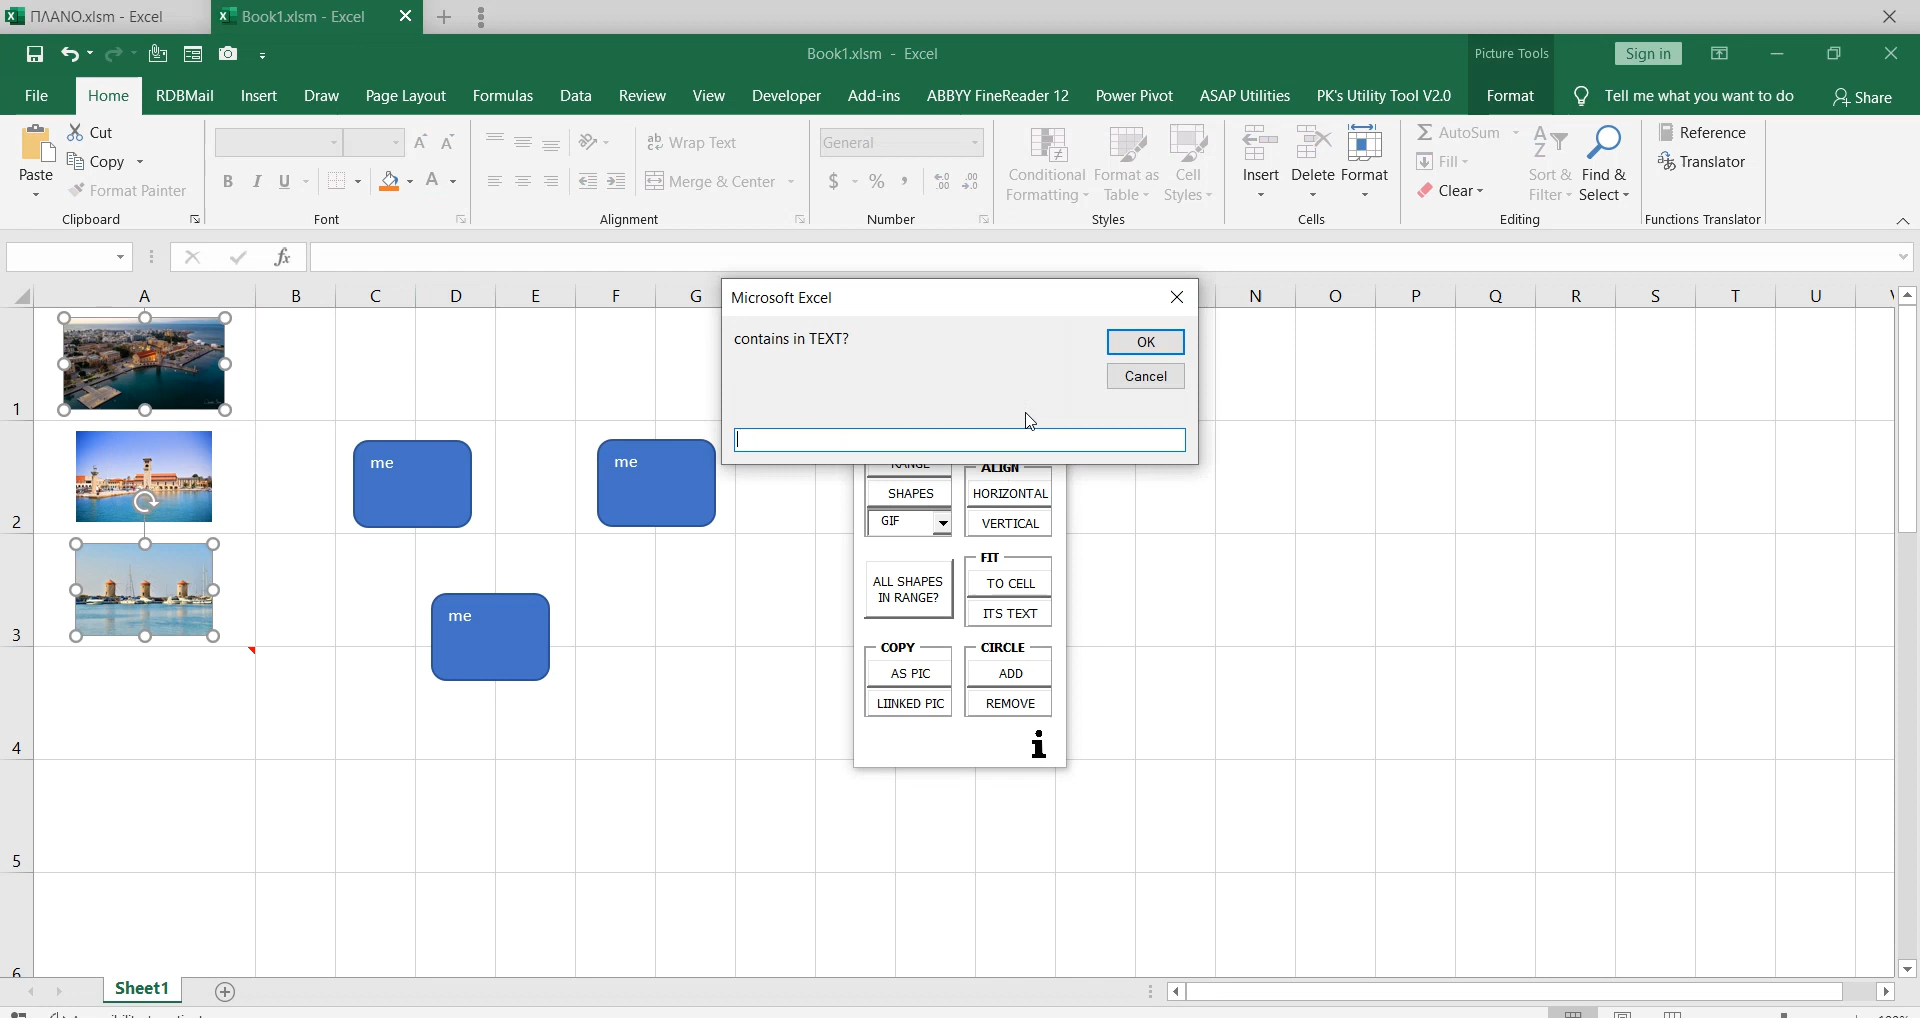 ΠΛΑΝΟ.xlsm - Excel
Book1.xlsm - Excel
Book1.xlsm - Excel
Picture Tools
Sign in
File
Home
RDBMail
Insert
Draw
Page Layout
Formulas
Data
Review
View
Developer
Add-ins
ABBYY FineReader 12
Power Pivot
ASAP Utilities
PK's Utility Tool V2.0
Format
Tell me what you want to do
Share
Paste
Cut
Copy
Format Painter
Clipboard
B I U
A
Font
ab Wrap Text
Merge & Center
Alignment
General
$ % ,
Number
Conditional
Formatting
Format as
Table
Cell
Styles
Styles
Insert
Delete
Format
Cells
AutoSum
Fill
Clear
Sort &
Filter
Find &
Select
Editing
Reference
Translator
Functions Translator
fx
A B C D E F G N O P Q R S T U
1
2
3
4
5
6
me
me
me
Microsoft Excel
contains in TEXT?
OK
Cancel
RANGE
SHAPES
GIF
ALIGN
HORIZONTAL
VERTICAL
ALL SHAPES
IN RANGE?
FIT
TO CELL
ITS TEXT
COPY
AS PIC
LIINKED PIC
CIRCLE
ADD
REMOVE
i
Sheet1